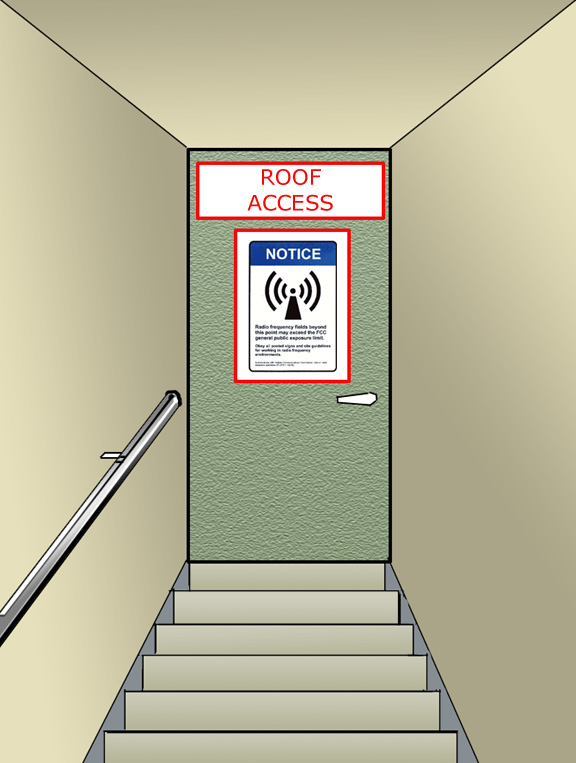 ROOF
ACCESS
NOTICE
Radio frequency fields beyond
this point may exceed the FCC
general public exposure limit.
Obey all posted signs and site guidelines
for working in radio frequency
environments.